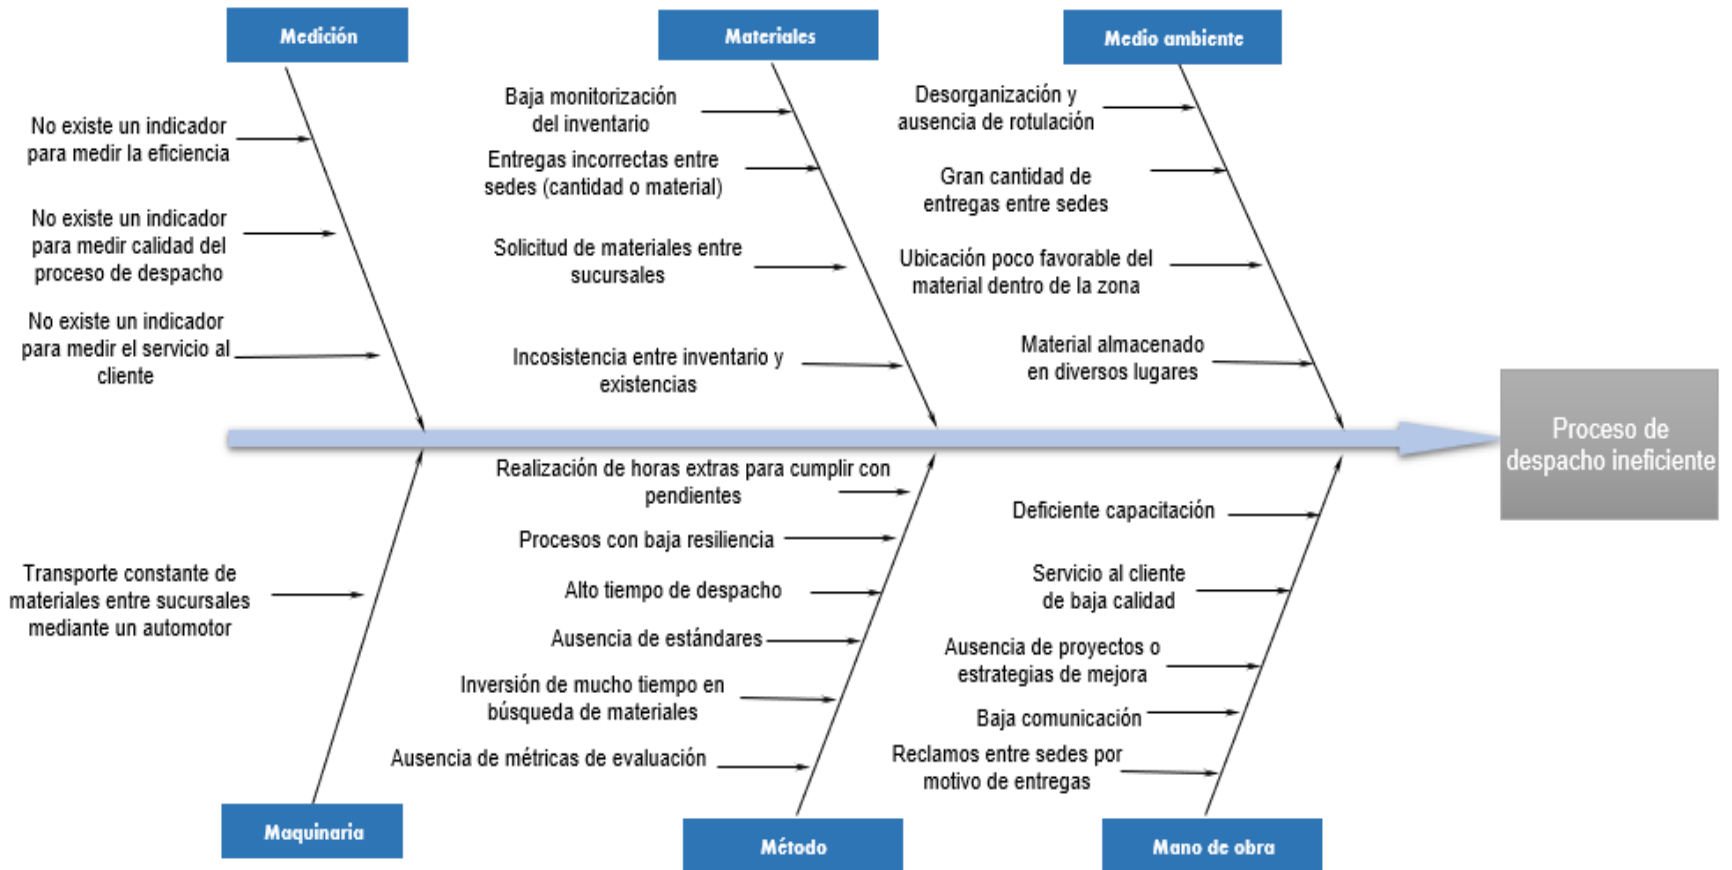 Medición
Materiales
Medio ambiente
No existe un indicador
para medir la eficiencia
No existe un indicador
para medir calidad del
proceso de despacho
No existe un indicador
para medir el servicio al
cliente
Baja monitorización
del inventario
Entregas incorrectas entre
sedes (cantidad o material)
Solicitud de materiales entre
sucursales
Incosistencia entre inventario y
existencias
Desorganización y
ausencia de rotulación
Gran cantidad de
entregas entre sedes
Ubicación poco favorable del
material dentro de la zona
Material almacenado
en diversos lugares
Proceso de
despacho ineficiente
Transporte constante de
materiales entre sucursales
mediante un automotor
Realización de horas extras para cumplir con
pendientes
Procesos con baja resiliencia
Alto tiempo de despacho
Ausencia de estándares
Inversión de mucho tiempo en
búsqueda de materiales
Ausencia de métricas de evaluación
Deficiente capacitación
Servicio al cliente
de baja calidad
Ausencia de proyectos o
estrategias de mejora
Baja comunicación
Reclamos entre sedes por
motivo de entregas
Maquinaria
Método
Mano de obra